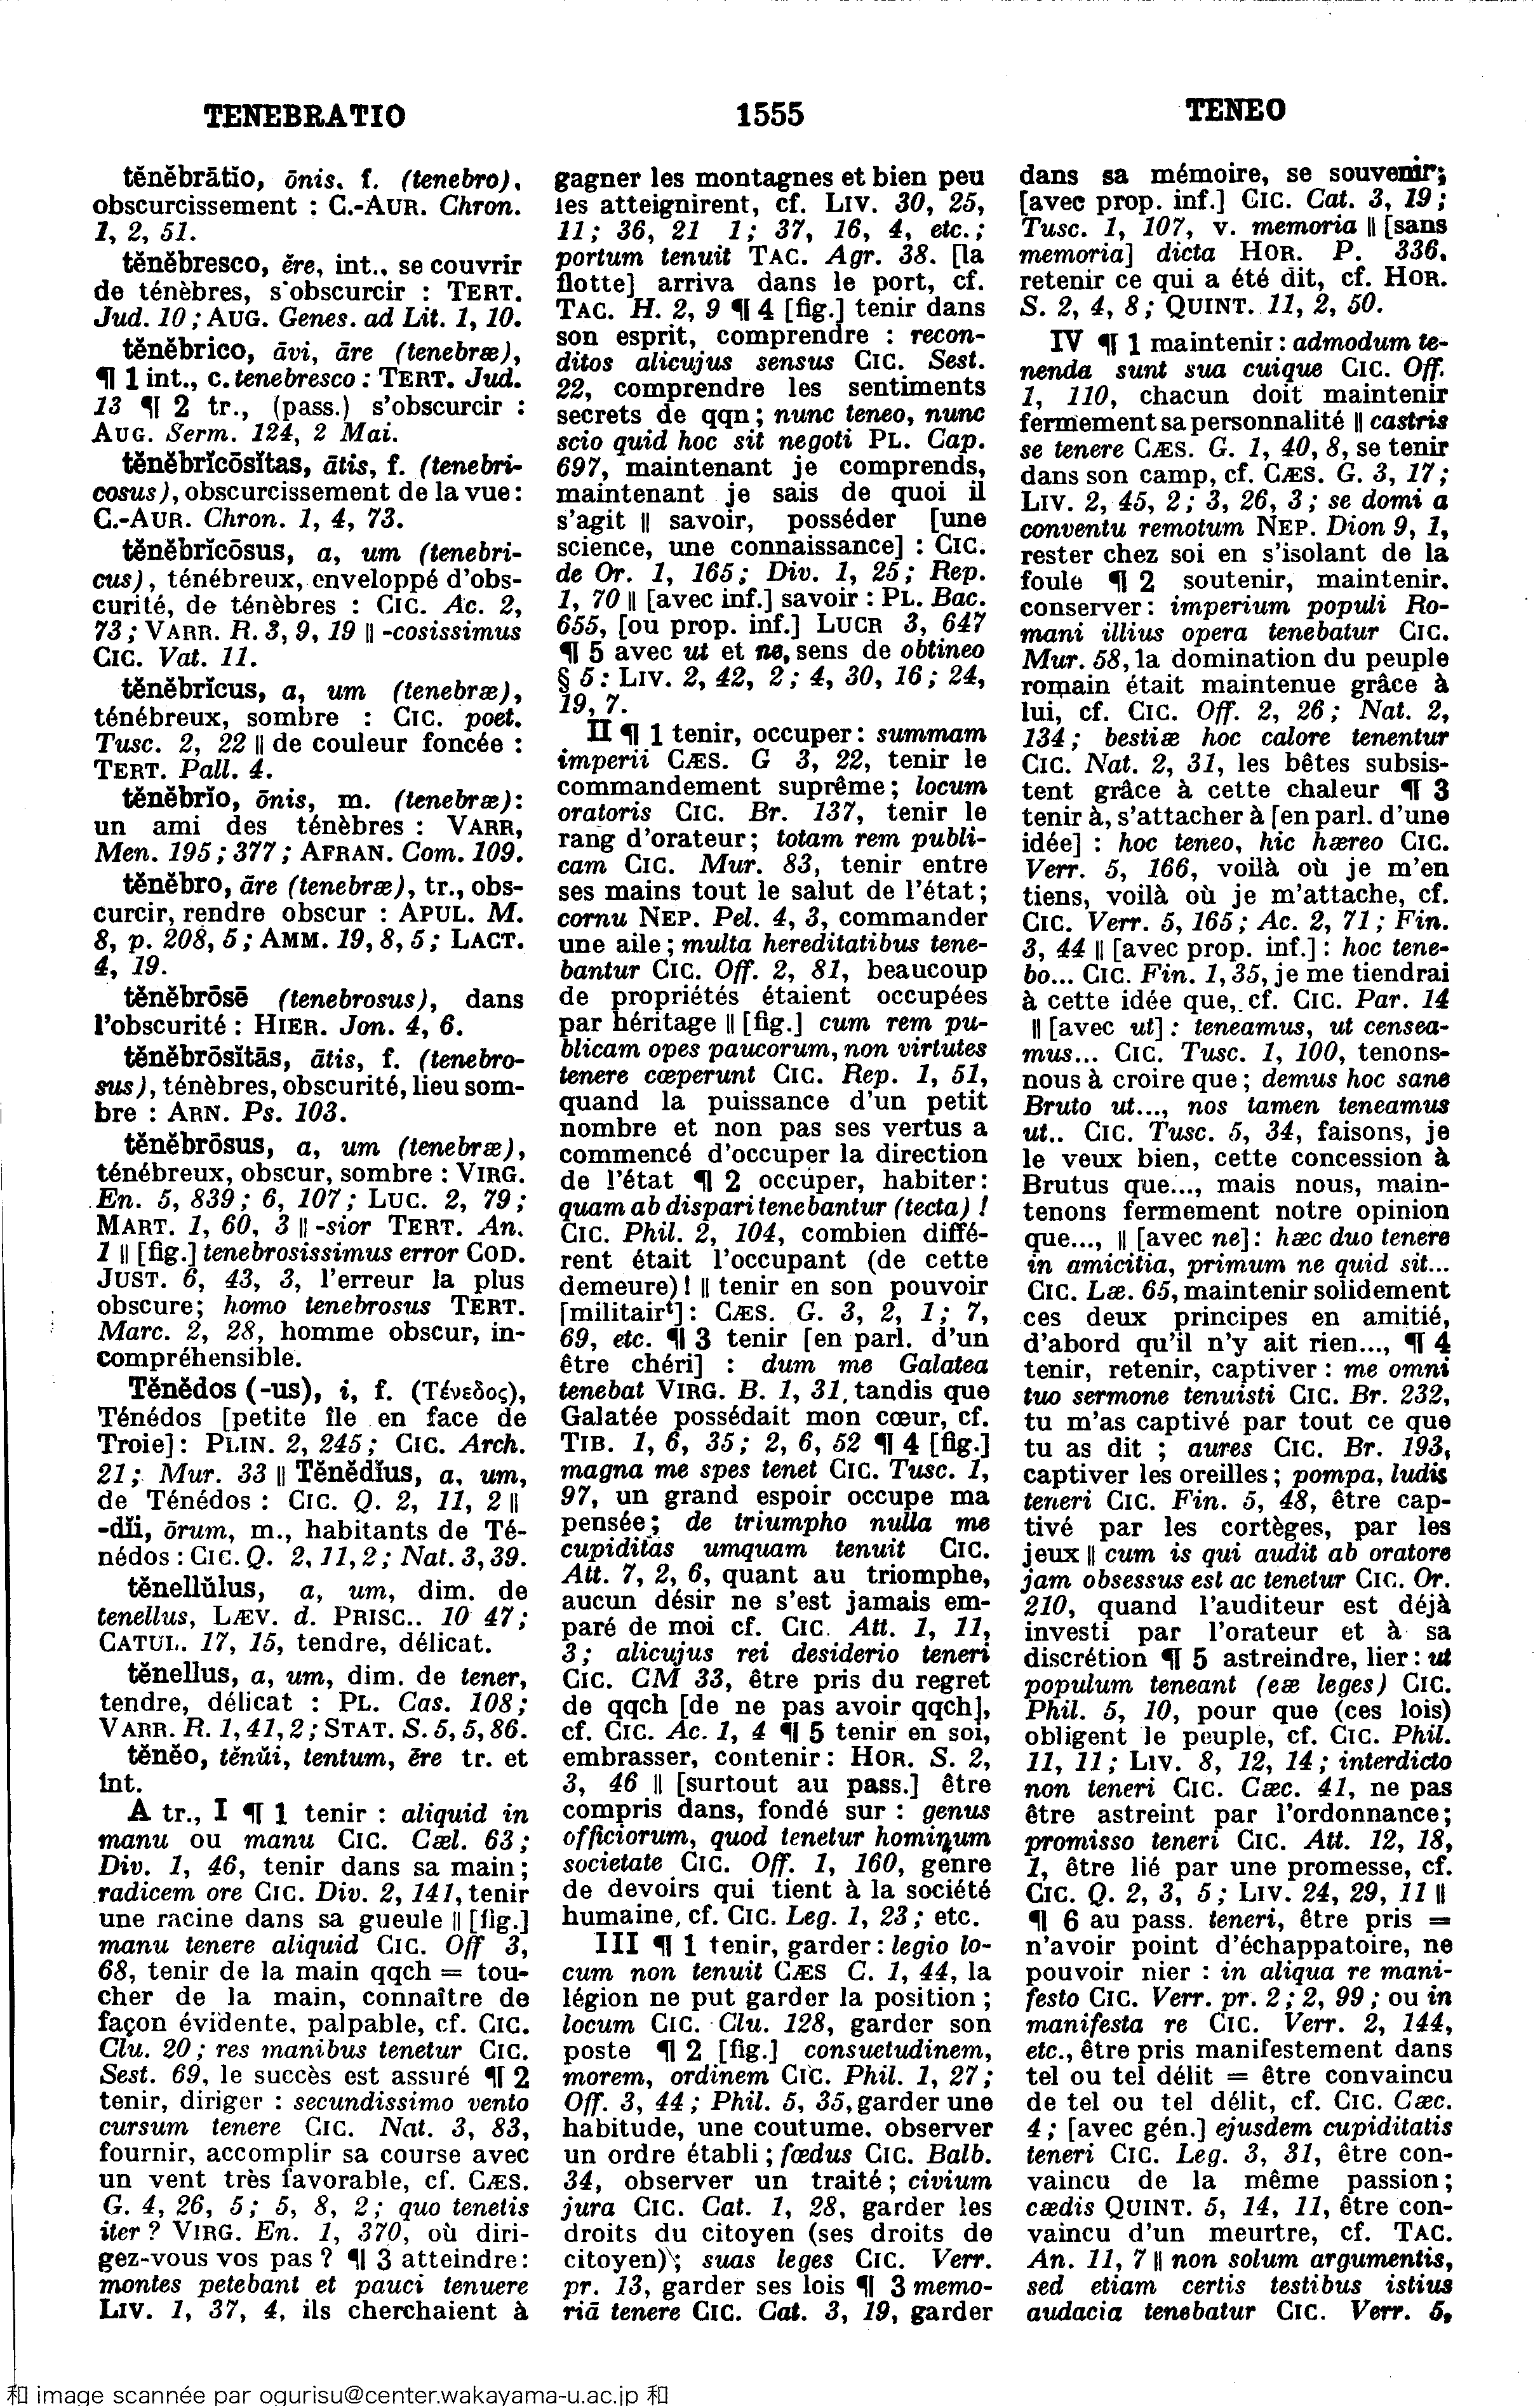 TENEBRATIO
1555
TENEO
tĕnĕbrātĭo, ōnis, f. (tenebro),
obscurcissement : C.-AUR. Chron.
1, 2, 51.
tĕnĕbresco, ĕre, int., se couvrir
de ténèbres, s'obscurcir : TERT.
Jud. 10 ; AUG. Genes. ad Lit. 1, 10.
tĕnĕbrico, āvi, āre (tenebræ),
¶ 1 int., c. tenebresco : TERT. Jud.
13 ¶ 2 tr., (pass.) s'obscurcir :
AUG. Serm. 124, 2 Mai.
tĕnĕbrĭcōsĭtas, ātis, f. (tenebri-
cosus), obscurcissement de la vue :
C.-AUR. Chron. 1, 4, 73.
tĕnĕbrĭcōsus, a, um (tenebri-
cus), ténébreux, enveloppé d'obs-
curité, de ténèbres : CIC. Ac. 2,
73 ; VARR. R. 3, 9, 19 || -cosissimus
CIC. Vat. 11.
tĕnĕbrĭcus, a, um (tenebræ),
ténébreux, sombre : CIC. poet.
Tusc. 2, 22 || de couleur foncée :
TERT. Pall. 4.
tĕnĕbrĭo, ōnis, m. (tenebræ) :
un ami des ténèbres : VARR,
Men. 195 ; 377 ; AFRAN. Com. 109.
tĕnĕbro, āre (tenebræ), tr., obs-
curcir, rendre obscur : APUL. M.
8, p. 208, 5 ; AMM. 19, 8, 5 ; LACT.
4, 19.
tĕnĕbrōsē (tenebrosus), dans
l'obscurité : HIER. Jon. 4, 6.
tĕnĕbrōsĭtās, ātis, f. (tenebro-
sus), ténèbres, obscurité, lieu som-
bre : ARN. Ps. 103.
tĕnĕbrōsus, a, um (tenebræ),
ténébreux, obscur, sombre : VIRG.
En. 5, 839 ; 6, 107 ; LUC. 2, 79 ;
MART. 1, 60, 3 || -sior TERT. An.
1 || [fig.] tenebrosissimus error COD.
JUST. 6, 43, 3, l'erreur la plus
obscure; homo tenebrosus TERT.
Marc. 2, 28, homme obscur, in-
compréhensible.
Tĕnĕdos (-us), i, f. (Τένεδος),
Ténédos [petite île en face de
Troie] : PLIN. 2, 245 ; CIC. Arch.
21 ; Mur. 33 || Tĕnĕdĭus, a, um,
de Ténédos : CIC. Q. 2, 11, 2 ||
-dĭi, ōrum, m., habitants de Té-
nédos : CIC. Q. 2, 11, 2 ; Nat. 3, 39.
tĕnellŭlus, a, um, dim. de
tenellus, LÆV. d. PRISC.. 10 47 ;
CATUL. 17, 15, tendre, délicat.
tĕnellus, a, um, dim. de tener,
tendre, délicat : PL. Cas. 108 ;
VARR. R. 1, 41, 2 ; STAT. S. 5, 5, 86.
tĕnĕo, tĕnŭi, tentum, ēre tr. et
int.
A tr., I ¶ 1 tenir : aliquid in
manu ou manu CIC. Cæl. 63 ;
Div. 1, 46, tenir dans sa main ;
radicem ore CIC. Div. 2, 141, tenir
une racine dans sa gueule || [fig.]
manu tenere aliquid CIC. Off 3,
68, tenir de la main qqch = tou-
cher de la main, connaître de
façon évidente, palpable, cf. CIC.
Clu. 20 ; res manibus tenetur CIC.
Sest. 69, le succès est assuré ¶ 2
tenir, diriger : secundissimo vento
cursum tenere CIC. Nat. 3, 83,
fournir, accomplir sa course avec
un vent très favorable, cf. CÆS.
G. 4, 26, 5 ; 5, 8, 2 ; quo tenetis
iter ? VIRG. En. 1, 370, où diri-
gez-vous vos pas ? ¶ 3 atteindre :
montes petebant et pauci tenuere
LIV. 1, 37, 4, ils cherchaient à
gagner les montagnes et bien peu
les atteignirent, cf. LIV. 30, 25,
11 ; 36, 21 1 ; 37, 16, 4, etc. ;
portum tenuit TAC. Agr. 38. [la
flotte] arriva dans le port, cf.
TAC. H. 2, 9 ¶ 4 [fig.] tenir dans
son esprit, comprendre : recon-
ditos alicujus sensus CIC. Sest.
22, comprendre les sentiments
secrets de qqn ; nunc teneo, nunc
scio quid hoc sit negoti PL. Cap.
697, maintenant je comprends,
maintenant je sais de quoi il
s'agit || savoir, posséder [une
science, une connaissance] : CIC.
de Or. 1, 165 ; Div. 1, 25 ; Rep.
1, 70 || [avec inf.] savoir : PL. Bac.
655, [ou prop. inf.] LUCR 3, 647
¶ 5 avec ut et ne, sens de obtineo
§ 5 : LIV. 2, 42, 2 ; 4, 30, 16 ; 24,
19, 7.
II ¶ 1 tenir, occuper : summam
imperii CÆS. G 3, 22, tenir le
commandement suprême ; locum
oratoris CIC. Br. 137, tenir le
rang d'orateur ; totam rem publi-
cam CIC. Mur. 83, tenir entre
ses mains tout le salut de l'état ;
cornu NEP. Pel. 4, 3, commander
une aile ; multa hereditatibus tene-
bantur CIC. Off. 2, 81, beaucoup
de propriétés étaient occupées
par héritage || [fig.] cum rem pu-
blicam opes paucorum, non virtutes
tenere cœperunt CIC. Rep. 1, 51,
quand la puissance d'un petit
nombre et non pas ses vertus a
commencé d'occuper la direction
de l'état ¶ 2 occuper, habiter :
quam ab dispari tenebantur (tecta) !
CIC. Phil. 2, 104, combien diffé-
rent était l'occupant (de cette
demeure) ! || tenir en son pouvoir
[militairt] : CÆS. G. 3, 2, 1 ; 7,
69, etc. ¶ 3 tenir [en parl. d'un
être chéri] : dum me Galatea
tenebat VIRG. B. 1, 31, tandis que
Galatée possédait mon cœur, cf.
TIB. 1, 6, 35 ; 2, 6, 52 ¶ 4 [fig.]
magna me spes tenet CIC. Tusc. 1,
97, un grand espoir occupe ma
pensée ; de triumpho nulla me
cupiditas umquam tenuit CIC.
Att. 7, 2, 6, quant au triomphe,
aucun désir ne s'est jamais em-
paré de moi cf. CIC. Att. 1, 11,
3 ; alicujus rei desiderio teneri
CIC. CM 33, être pris du regret
de qqch [de ne pas avoir qqch],
cf. CIC. Ac. 1, 4 ¶ 5 tenir en soi,
embrasser, contenir : HOR. S. 2,
3, 46 || [surtout au pass.] être
compris dans, fondé sur : genus
officiorum, quod tenetur hominum
societate CIC. Off. 1, 160, genre
de devoirs qui tient à la société
humaine, cf. CIC. Leg. 1, 23 ; etc.
III ¶ 1 tenir, garder : legio lo-
cum non tenuit CÆS C. 1, 44, la
légion ne put garder la position ;
locum CIC. Clu. 128, garder son
poste ¶ 2 [fig.] consuetudinem,
morem, ordinem CIC. Phil. 1, 27 ;
Off. 3, 44 ; Phil. 5, 35, garder une
habitude, une coutume, observer
un ordre établi ; fœdus CIC. Balb.
34, observer un traité ; civium
jura CIC. Cat. 1, 28, garder les
droits du citoyen (ses droits de
citoyen) ; suas leges CIC. Verr.
pr. 13, garder ses lois ¶ 3 memo-
riā tenere CIC. Cat. 3, 19, garder
dans sa mémoire, se souvenir ;
[avec prop. inf.] CIC. Cat. 3, 19 ;
Tusc. 1, 107, v. memoria || [sans
memoria] dicta HOR. P. 336,
retenir ce qui a été dit, cf. HOR.
S. 2, 4, 8 ; QUINT. 11, 2, 50.
IV ¶ 1 maintenir : admodum te-
nenda sunt sua cuique CIC. Off.
1, 110, chacun doit maintenir
fermement sa personnalité || castris
se tenere CÆS. G. 1, 40, 8, se tenir
dans son camp, cf. CÆS. G. 3, 17 ;
LIV. 2, 45, 2 ; 3, 26, 3 ; se domi a
conventu remotum NEP. Dion 9, 1,
rester chez soi en s'isolant de la
foule ¶ 2 soutenir, maintenir,
conserver : imperium populi Ro-
mani illius opera tenebatur CIC.
Mur. 58, la domination du peuple
romain était maintenue grâce à
lui, cf. CIC. Off. 2, 26 ; Nat. 2,
134 ; bestiæ hoc calore tenentur
CIC. Nat. 2, 31, les bêtes subsis-
tent grâce à cette chaleur ¶ 3
tenir à, s'attacher à [en parl. d'une
idée] : hoc teneo, hic hæreo CIC.
Verr. 5, 166, voilà où je m'en
tiens, voilà où je m'attache, cf.
CIC. Verr. 5, 165 ; Ac. 2, 71 ; Fin.
3, 44 || [avec prop. inf.] : hoc tene-
bo... CIC. Fin. 1, 35, je me tiendrai
à cette idée que, cf. CIC. Par. 14
|| [avec ut] : teneamus, ut censea-
mus... CIC. Tusc. 1, 100, tenons-
nous à croire que ; demus hoc sane
Bruto ut..., nos tamen teneamus
ut.. CIC. Tusc. 5, 34, faisons, je
le veux bien, cette concession à
Brutus que..., mais nous, main-
tenons fermement notre opinion
que..., || [avec ne] : hæc duo tenere
in amicitia, primum ne quid sit...
CIC. Læ. 65, maintenir solidement
ces deux principes en amitié,
d'abord qu'il n'y ait rien..., ¶ 4
tenir, retenir, captiver : me omni
tuo sermone tenuisti CIC. Br. 232,
tu m'as captivé par tout ce que
tu as dit ; aures CIC. Br. 193,
captiver les oreilles ; pompa, ludis
teneri CIC. Fin. 5, 48, être cap-
tivé par les cortèges, par les
jeux || cum is qui audit ab oratore
jam obsessus est ac tenetur CIC. Or.
210, quand l'auditeur est déjà
investi par l'orateur et à sa
discrétion ¶ 5 astreindre, lier : ut
populum teneant (eæ leges) CIC.
Phil. 5, 10, pour que (ces lois)
obligent le peuple, cf. CIC. Phil.
11, 11 ; LIV. 8, 12, 14 ; interdicto
non teneri CIC. Cæc. 41, ne pas
être astreint par l'ordonnance ;
promisso teneri CIC. Att. 12, 18,
1, être lié par une promesse, cf.
CIC. Q. 2, 3, 5 ; LIV. 24, 29, 11 ||
¶ 6 au pass. teneri, être pris =
n'avoir point d'échappatoire, ne
pouvoir nier : in aliqua re mani-
festo CIC. Verr. pr. 2 ; 2, 99 ; ou in
manifesta re CIC. Verr. 2, 144,
etc., être pris manifestement dans
tel ou tel délit = être convaincu
de tel ou tel délit, cf. CIC. Cæc.
4 ; [avec gén.] ejusdem cupiditatis
teneri CIC. Leg. 3, 31, être con-
vaincu de la même passion ;
cædis QUINT. 5, 14, 11, être con-
vaincu d'un meurtre, cf. TAC.
An. 11, 7 || non solum argumentis,
sed etiam certis testibus istius
audacia tenebatur CIC. Verr. 5,
和 image scannée par ogurisu@center.wakayama-u.ac.jp 和